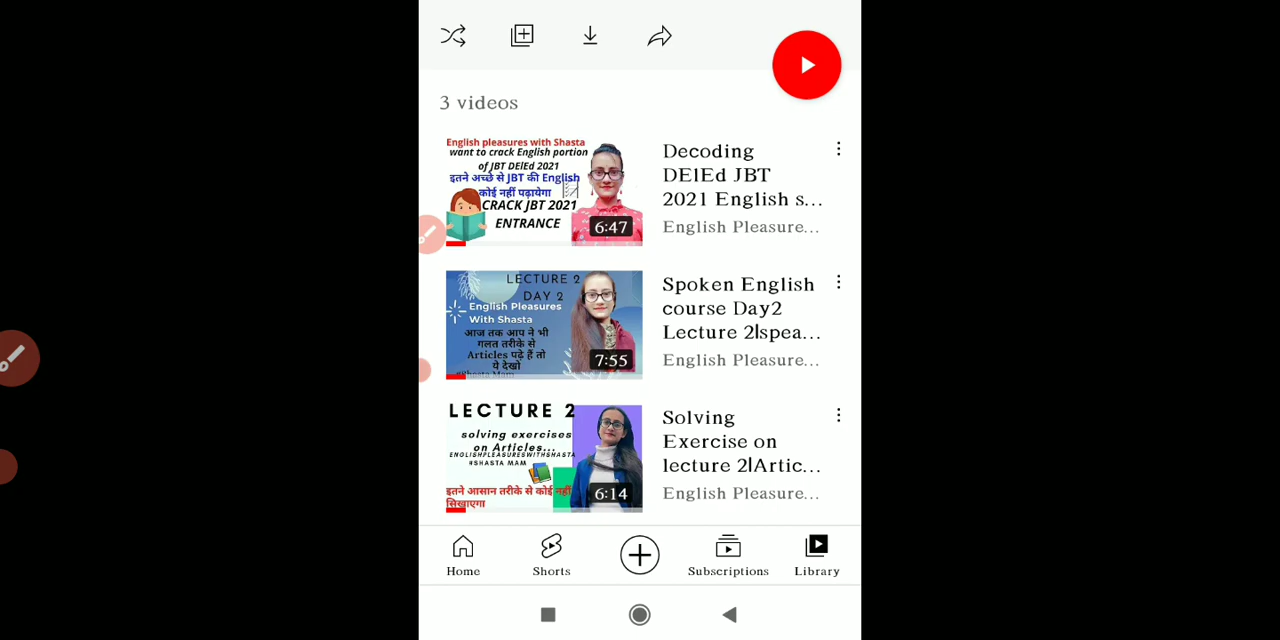 3 videos
English pleasures with Shasta
want to crack English portion
of JBT DElEd 2021
इतने अच्छे से JBT की English
कोई नहीं पढ़ायेगा
CRACK JBT 2021
ENTRANCE
6:47
Decoding
DElEd JBT
2021 English s...
English Pleasure...
LECTURE 2
DAY 2
English Pleasures
With Shasta
आज तक आप ने भी
गलत तरीके से
Articles पढ़े हैं तो
ये देखो
#Shasta Mam
7:55
Spoken English
course Day2
Lecture 2|spea...
English Pleasure...
LECTURE 2
solving exercises
on Articles...
ENGLISHPLEASURESWITHSHASTA
#SHASTA MAM
इतने आसान तरीके से कोई नहीं
सिखाएगा
6:14
Solving
Exercise on
lecture 2|Artic...
English Pleasure...
Home
Shorts
Subscriptions
Library